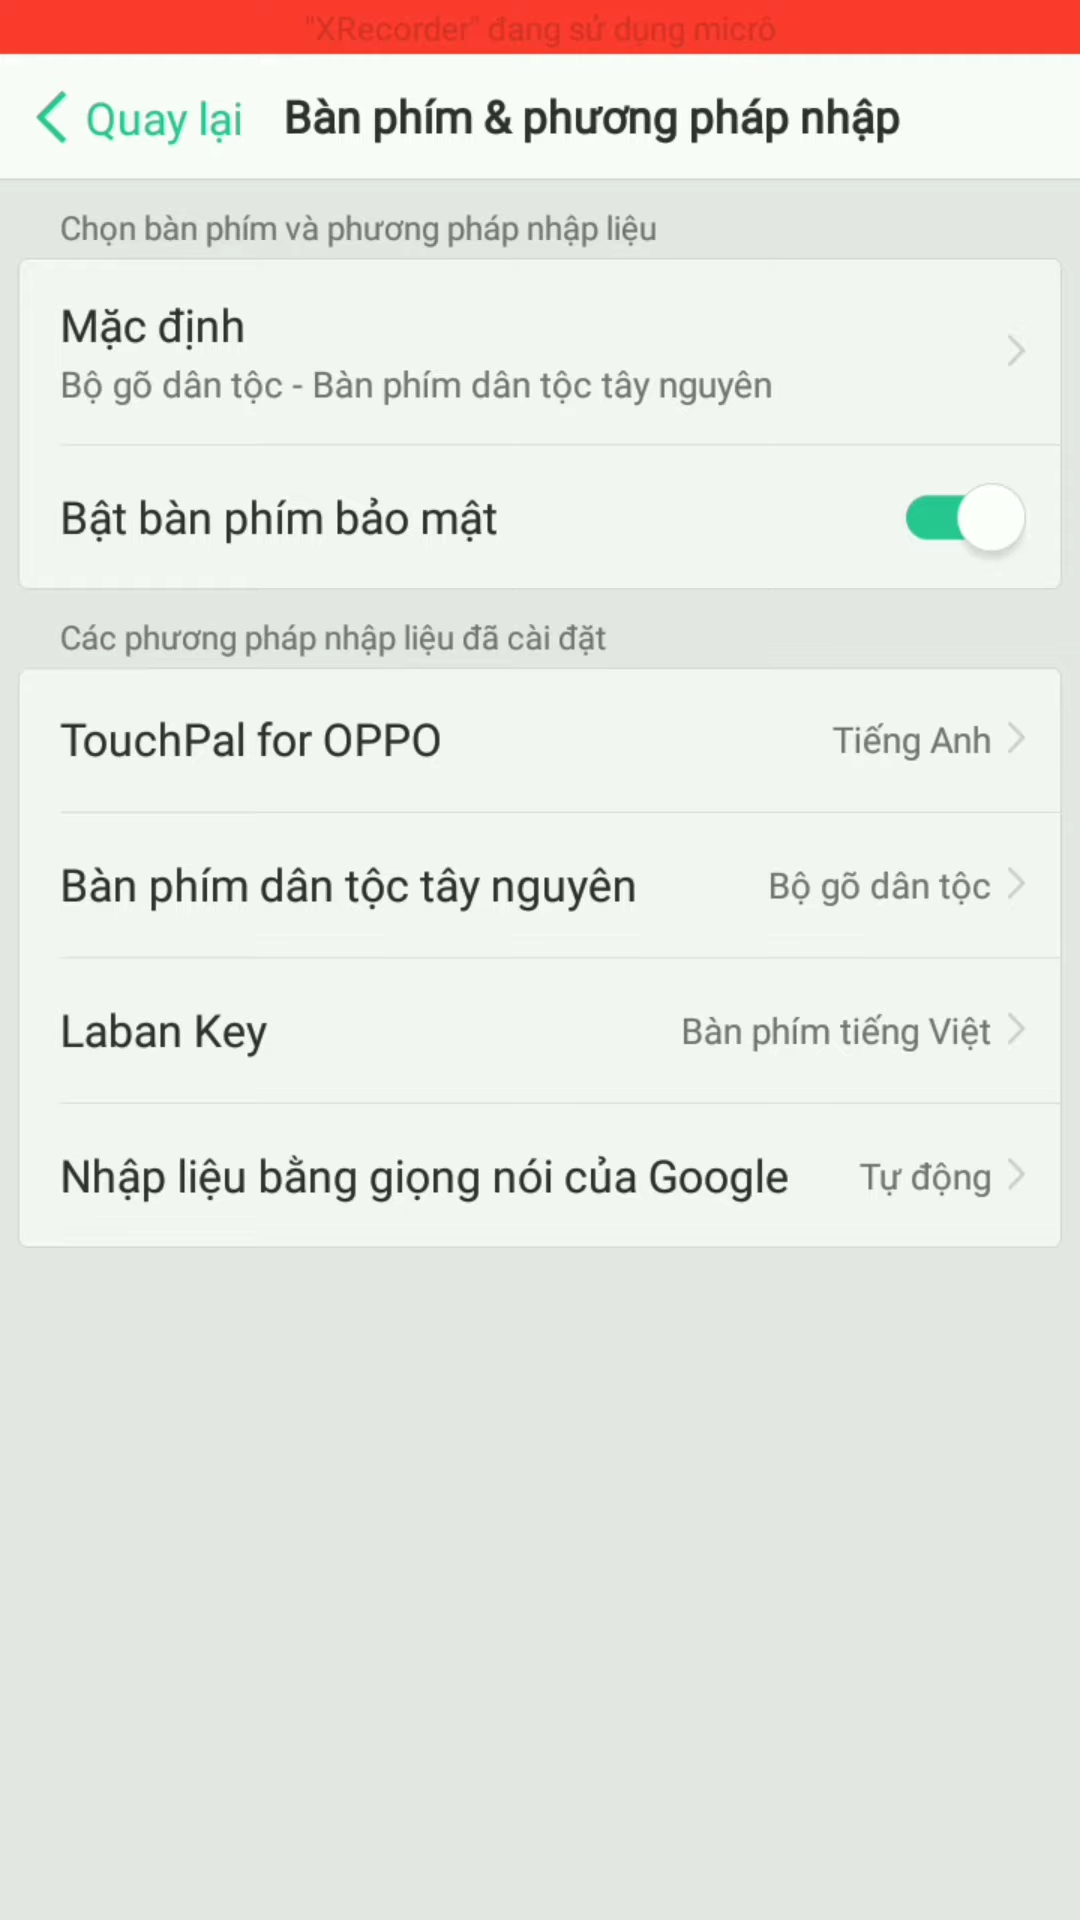 "XRecorder" đang sử dụng micrô
Quay lại Bàn phím & phương pháp nhập
Chọn bàn phím và phương pháp nhập liệu
Mặc định
Bộ gõ dân tộc - Bàn phím dân tộc tây nguyên
Bật bàn phím bảo mật
Các phương pháp nhập liệu đã cài đặt
TouchPal for OPPO Tiếng Anh
Bàn phím dân tộc tây nguyên Bộ gõ dân tộc
Laban Key Bàn phím tiếng Việt
Nhập liệu bằng giọng nói của Google Tự động